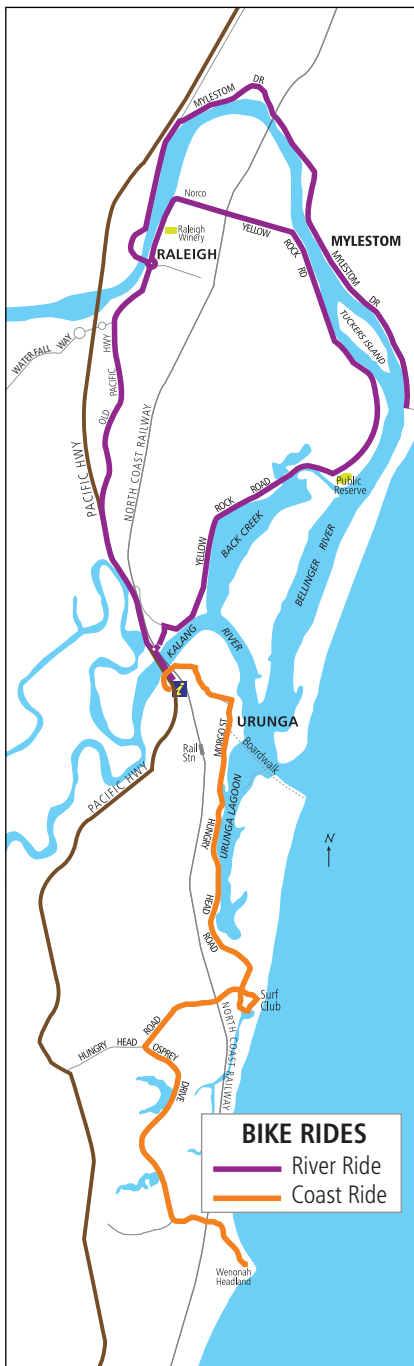 MYLESTOM DR
Norco
Raleigh
Winery
YELLOW ROCK RD
MYLESTOM
RALEIGH
MYLESTOM DR
TUCKERS ISLAND
WATERFALL WAY
OLD PACIFIC HWY
PACIFIC HWY
NORTH COAST RAILWAY
YELLOW ROCK ROAD
Public
Reserve
BACK CREEK
BELLINGER RIVER
KALANG RIVER
i
URUNGA
MORGO ST
Boardwalk
Rail
Stn
PACIFIC HWY
URUNGA LAGOON
HUNGRY HEAD ROAD
N
Surf
Club
NORTH COAST RAILWAY
HUNGRY HEAD ROAD
OSPREY DRIVE
BIKE RIDES
River Ride
Coast Ride
Wenonah
Headland